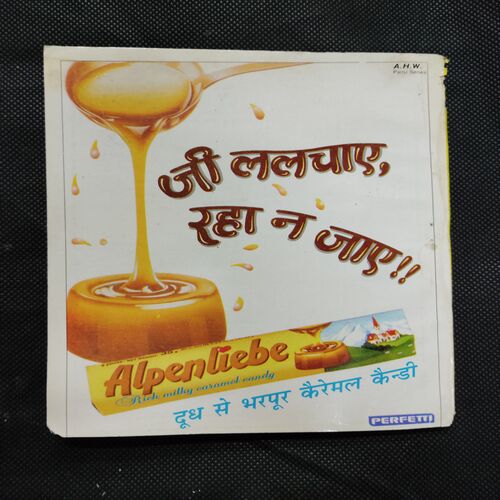 A.H.W.
जी ललचाए,
रहा न जाए!!
Alpenliebe
Rich milky caramel candy
दूध से भरपूर कैरेमल कैन्डी
PERFETTI